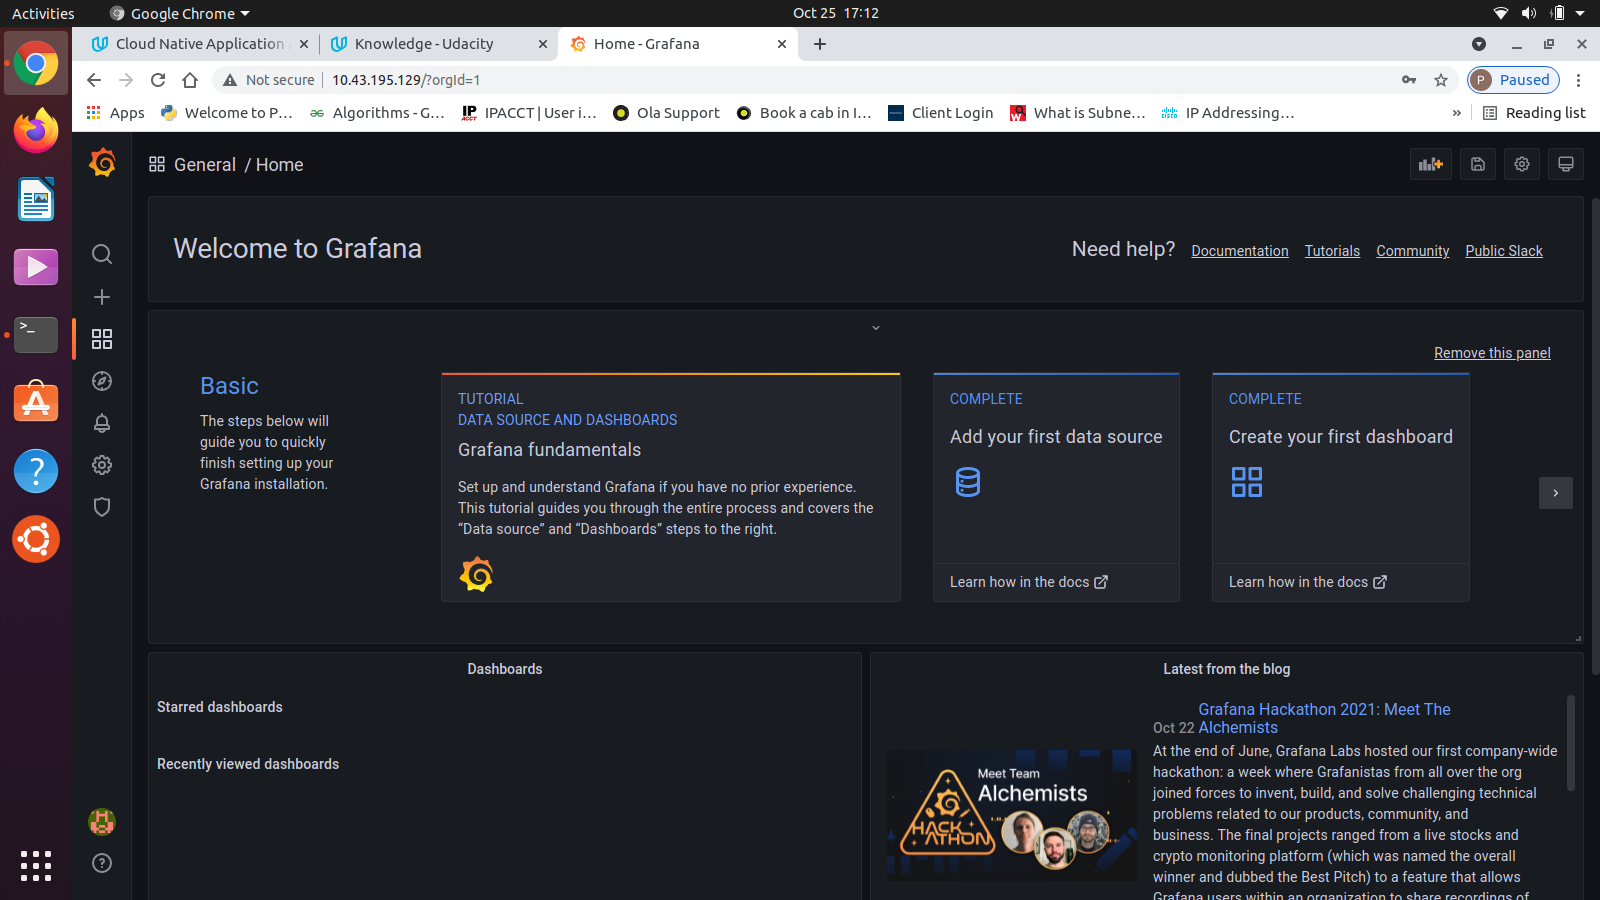 Activities
Google Chrome
Oct 25 17:12
Cloud Native Application
Knowledge - Udacity
Home - Grafana
Not secure
10.43.195.129/?orgId=1
P
Paused
Apps
Welcome to P...
Algorithms - G...
IPACCT | User i...
Ola Support
Book a cab in I...
Client Login
What is Subne...
IP Addressing...
»
Reading list
General / Home
Welcome to Grafana
Need help?
Documentation
Tutorials
Community
Public Slack
Remove this panel
Basic
The steps below will
guide you to quickly
finish setting up your
Grafana installation.
TUTORIAL
DATA SOURCE AND DASHBOARDS
Grafana fundamentals
Set up and understand Grafana if you have no prior experience.
This tutorial guides you through the entire process and covers the
“Data source” and “Dashboards” steps to the right.
COMPLETE
Add your first data source
Learn how in the docs
COMPLETE
Create your first dashboard
Learn how in the docs
Dashboards
Starred dashboards
Recently viewed dashboards
Latest from the blog
Meet Team
Alchemists
HACK
ATHON
Oct 22
Grafana Hackathon 2021: Meet The
Alchemists
At the end of June, Grafana Labs hosted our first company-wide
hackathon: a week where Grafanistas from all over the org
joined forces to invent, build, and solve challenging technical
problems related to our products, community, and
business. The final projects ranged from a live stocks and
crypto monitoring platform (which was named the overall
winner and dubbed the Best Pitch) to a feature that allows
Grafana users within an organization to share recordings of